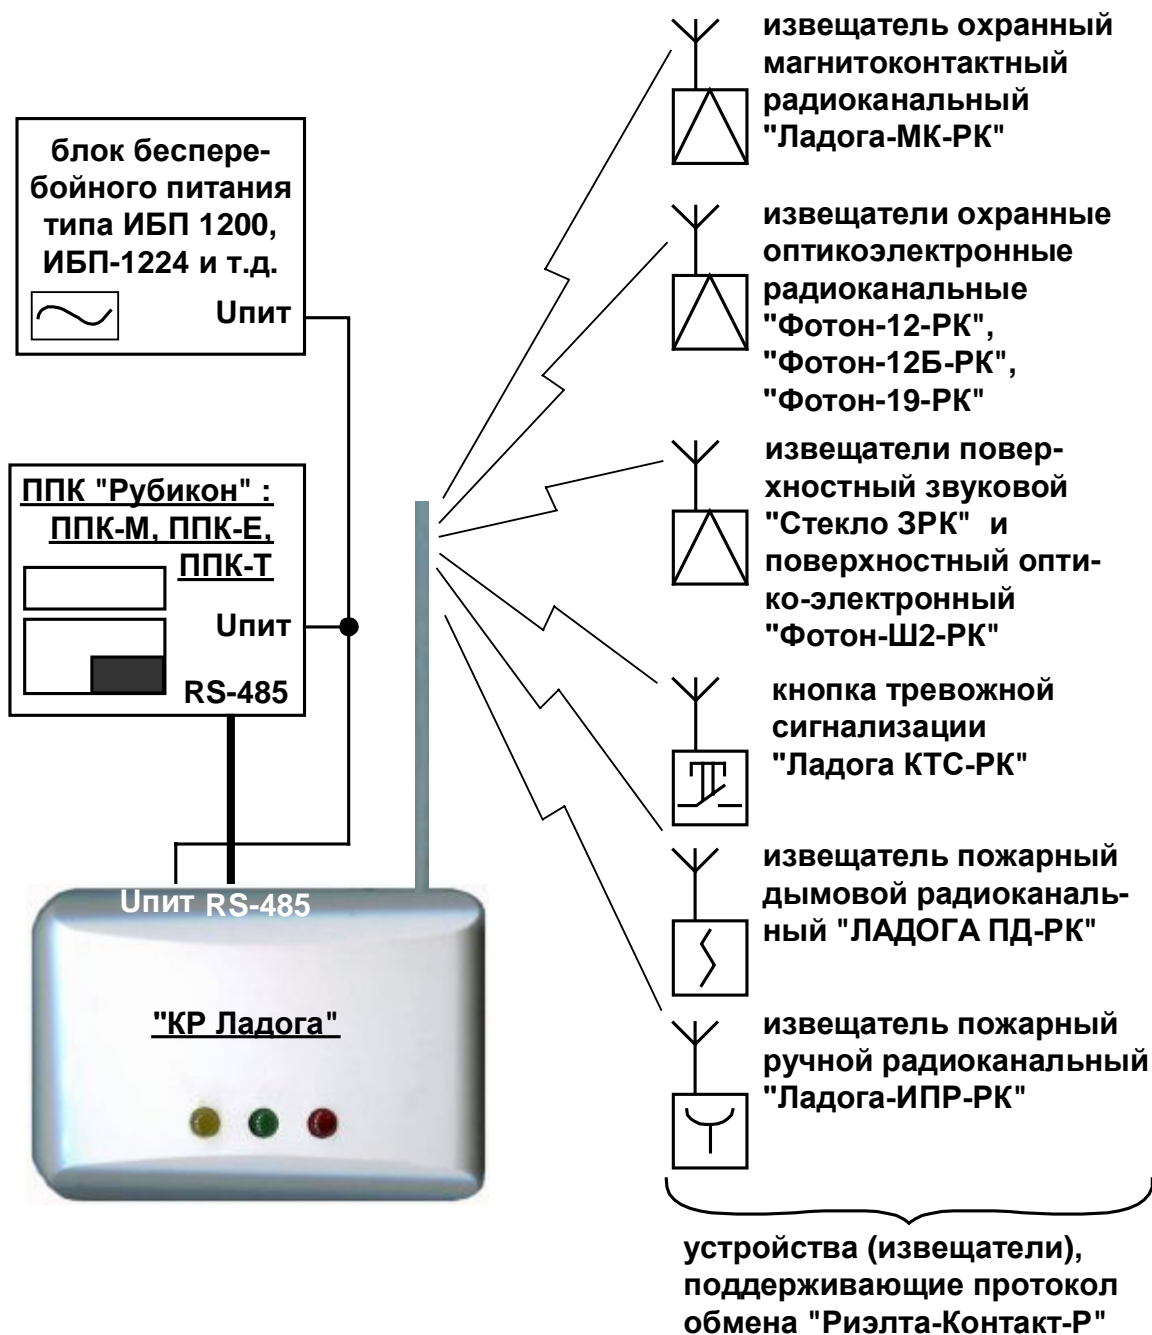 блок беспере-
бойного питания
типа ИБП 1200,
ИБП-1224 и т.д.
Uпит
ППК "Рубикон" :
ППК-М, ППК-Е,
ППК-Т
Uпит
RS-485
Uпит RS-485
"КР Ладога"
извещатель охранный
магнитоконтактный
радиоканальный
"Ладога-МК-РК"
извещатели охранные
оптикоэлектронные
радиоканальные
"Фотон-12-РК",
"Фотон-12Б-РК",
"Фотон-19-РК"
извещатели повер-
хностный звуковой
"Стекло ЗРК" и
поверхностный опти-
ко-электронный
"Фотон-Ш2-РК"
кнопка тревожной
сигнализации
"Ладога КТС-РК"
извещатель пожарный
дымовой радиоканаль-
ный "ЛАДОГА ПД-РК"
извещатель пожарный
ручной радиоканальный
"Ладога-ИПР-РК"
устройства (извещатели),
поддерживающие протокол
обмена "Риэлта-Контакт-Р"